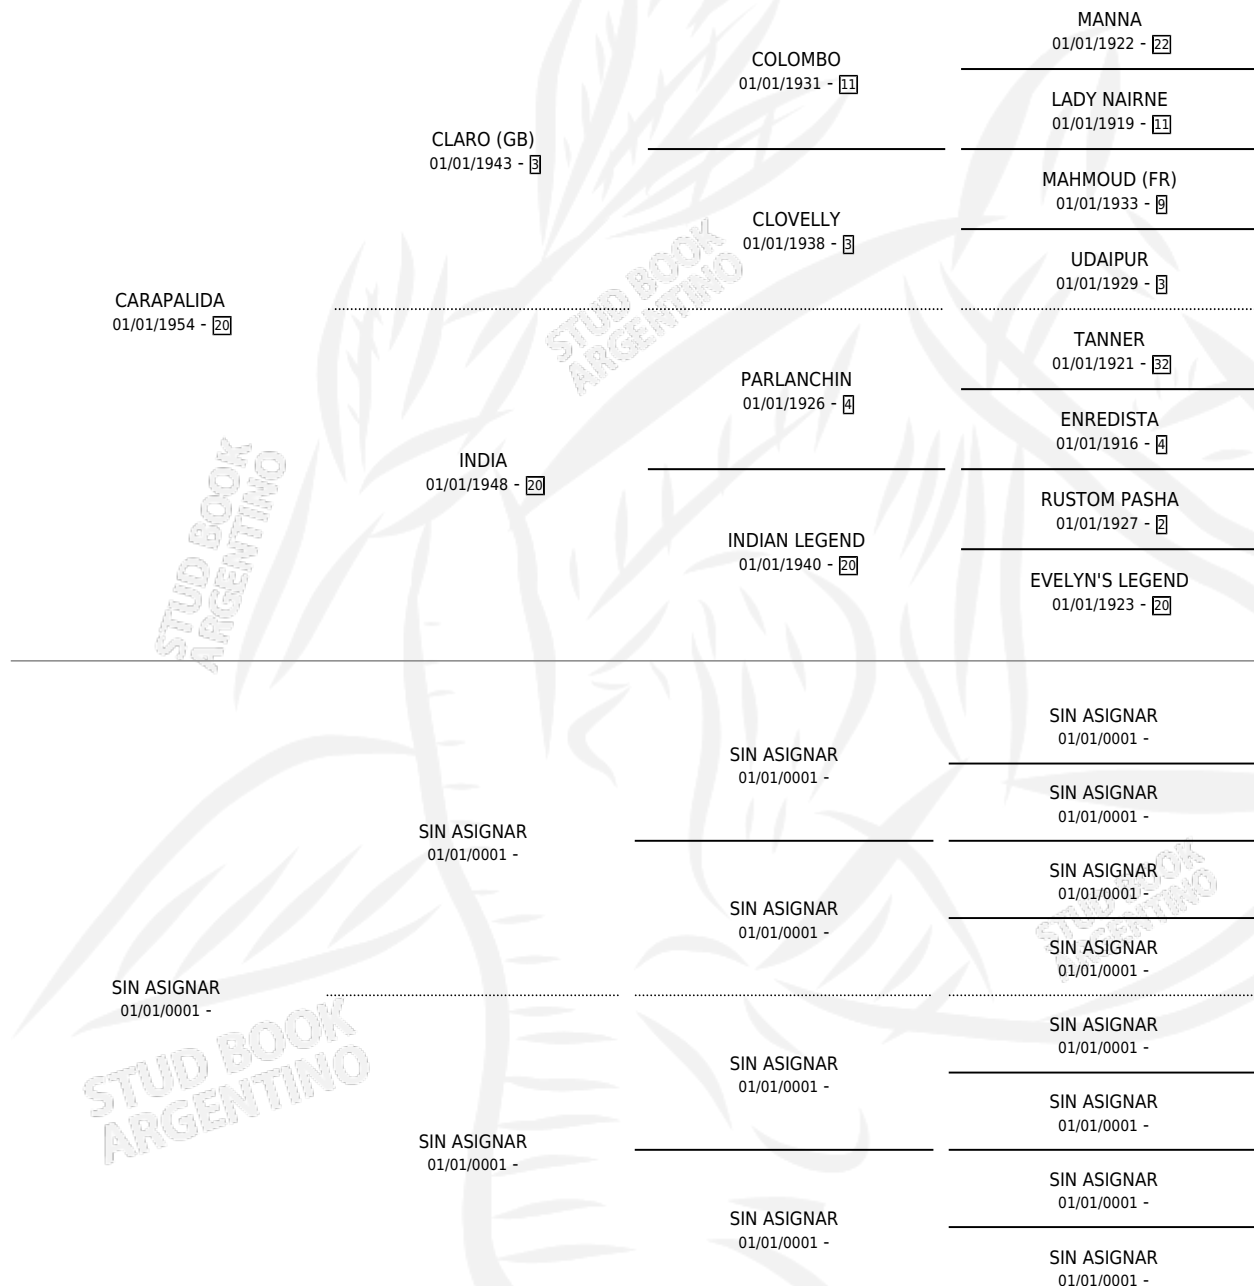 MANNA
01/01/1922 - 22
COLOMBO
01/01/1931 - 11
LADY NAIRNE
01/01/1919 - 11
CLARO (GB)
01/01/1943 - 3
MAHMOUD (FR)
01/01/1933 - 9
CLOVELLY
01/01/1938 - 3
UDAIPUR
01/01/1929 - 3
CARAPALIDA
01/01/1954 - 20
TANNER
01/01/1921 - 32
PARLANCHIN
01/01/1926 - 4
ENREDISTA
01/01/1916 - 4
INDIA
01/01/1948 - 20
RUSTOM PASHA
01/01/1927 - 2
INDIAN LEGEND
01/01/1940 - 20
EVELYN'S LEGEND
01/01/1923 - 20
STUD BOOK
ARGENTINO
STUD BOOK
ARGENTINO
SIN ASIGNAR
01/01/0001 -
SIN ASIGNAR
01/01/0001 -
SIN ASIGNAR
01/01/0001 -
SIN ASIGNAR
01/01/0001 -
SIN ASIGNAR
01/01/0001 -
SIN ASIGNAR
01/01/0001 -
SIN ASIGNAR
01/01/0001 -
SIN ASIGNAR
01/01/0001 -
SIN ASIGNAR
01/01/0001 -
SIN ASIGNAR
01/01/0001 -
SIN ASIGNAR
01/01/0001 -
SIN ASIGNAR
01/01/0001 -
SIN ASIGNAR
01/01/0001 -
SIN ASIGNAR
01/01/0001 -
SIN ASIGNAR
01/01/0001 -
STUD BOOK
ARGENTINO
STUD BOOK
ARGENTINO